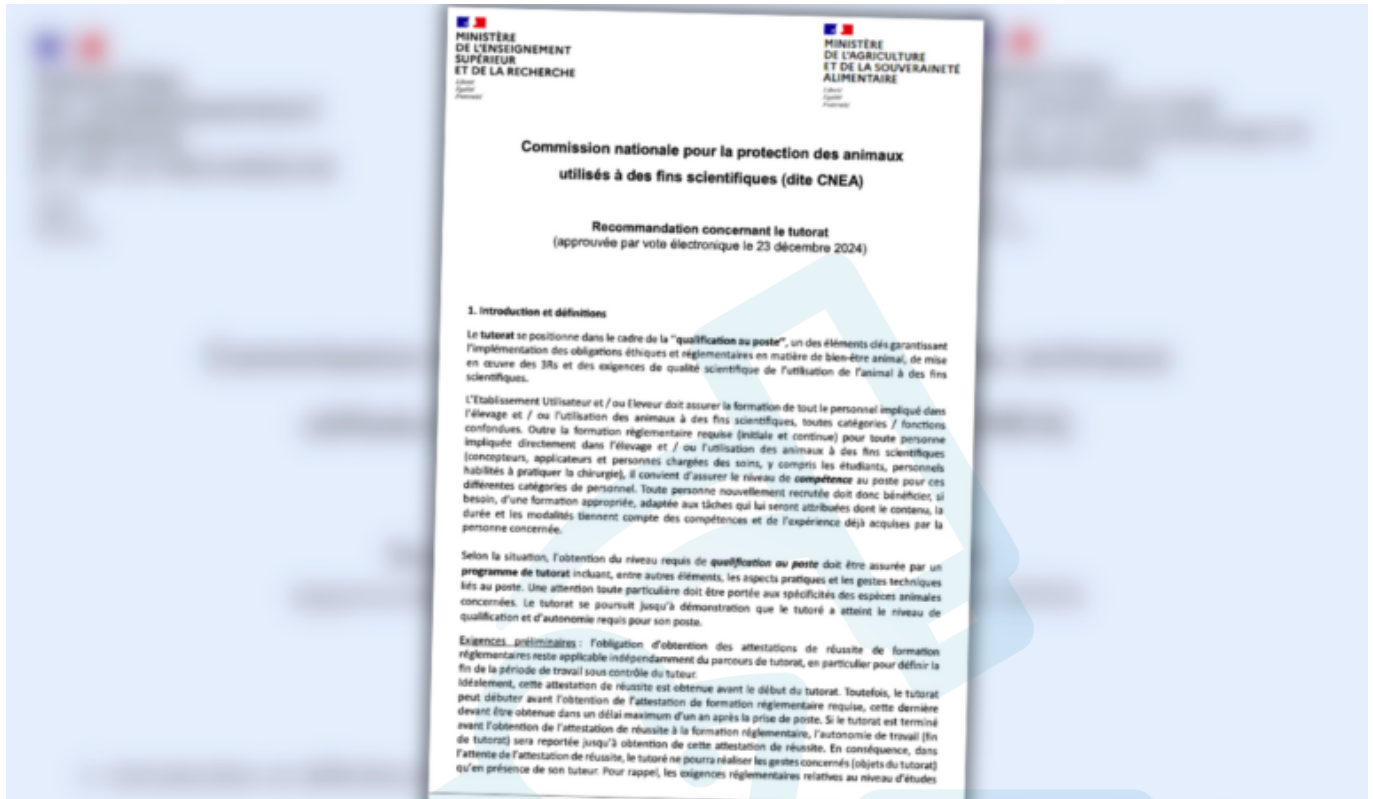 MINISTÈRE
DE L'ENSEIGNEMENT
SUPÉRIEUR
ET DE LA RECHERCHE
Liberté
Égalité
Fraternité
MINISTÈRE
DE L'AGRICULTURE
ET DE LA SOUVERAINETÉ
ALIMENTAIRE
Liberté
Égalité
Fraternité
Commission nationale pour la protection des animaux
utilisés à des fins scientifiques (dite CNEA)
Recommandation concernant le tutorat
(approuvée par vote électronique le 23 décembre 2024)
1. Introduction et définitions
Le tutorat se positionne dans le cadre de la "qualification au poste", un des éléments clés garantissant
l'implémentation des obligations éthiques et réglementaires en matière de bien-être animal, de mise
en œuvre des 3Rs et des exigences de qualité scientifique de l'utilisation de l'animal à des fins
scientifiques.
L'Etablissement Utilisateur et / ou Eleveur doit assurer la formation de tout le personnel impliqué dans
l'élevage et / ou l'utilisation des animaux à des fins scientifiques, toutes catégories / fonctions
confondues. Outre la formation règlementaire requise (initiale et continue) pour toute personne
impliquée directement dans l'élevage et / ou l'utilisation des animaux à des fins scientifiques
(concepteurs, applicateurs et personnes chargées des soins, y compris les étudiants, personnels
habilités à pratiquer la chirurgie), il convient d'assurer le niveau de compétence au poste pour ces
différentes catégories de personnel. Toute personne nouvellement recrutée doit donc bénéficier, si
besoin, d'une formation appropriée, adaptée aux tâches qui lui seront attribuées dont le contenu, la
durée et les modalités tiennent compte des compétences et de l'expérience déjà acquises par la
personne concernée.
Selon la situation, l'obtention du niveau requis de qualification au poste doit être assurée par un
programme de tutorat incluant, entre autres éléments, les aspects pratiques et les gestes techniques
liés au poste. Une attention toute particulière doit être portée aux spécificités des espèces animales
concernées. Le tutorat se poursuit jusqu'à démonstration que le tutoré a atteint le niveau de
qualification et d'autonomie requis pour son poste.
Exigences préliminaires : l'obligation d'obtention des attestations de réussite de formation
réglementaires reste applicable indépendamment du parcours de tutorat, en particulier pour définir la
fin de la période de travail sous contrôle du tuteur.
Idéalement, cette attestation de réussite est obtenue avant le début du tutorat. Toutefois, le tutorat
peut débuter avant l'obtention de l'attestation de formation réglementaire requise, cette dernière
devant être obtenue dans un délai maximum d'un an après la prise de poste. Si le tutorat est terminé
avant l'obtention de l'attestation de réussite à la formation réglementaire, l'autonomie de travail (fin
de tutorat) sera reportée jusqu'à obtention de cette attestation de réussite. En conséquence, dans
l'attente de l'attestation de réussite, le tutoré ne pourra réaliser les gestes concernés (objets du tutorat)
qu'en présence de son tuteur. Pour rappel, les exigences réglementaires relatives au niveau d'études